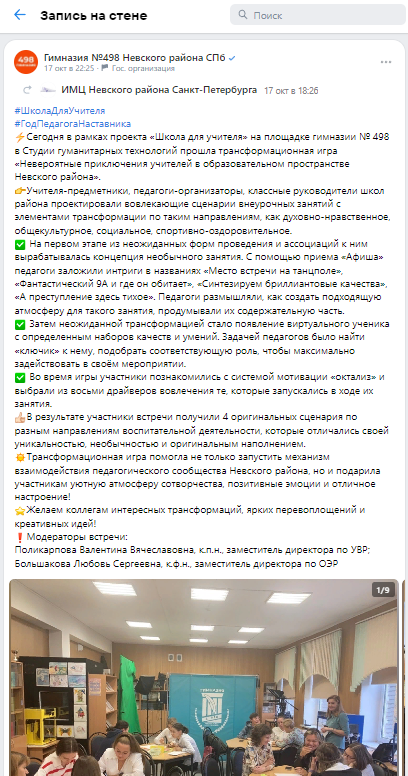 Запись на стене
Поиск
498
Гимназия №498 Невского района СПб
17 окт в 22:25 · Гос. организация
ИМЦ Невского района Санкт-Петербурга 17 окт в 18:26
#ШколаДляУчителя
#ГодПедагогаНаставника
⚡Сегодня в рамках проекта «Школа для учителя» на площадке гимназии № 498
в Студии гуманитарных технологий прошла трансформационная игра
«Невероятные приключения учителей в образовательном пространстве
Невского района».
👉Учителя-предметники, педагоги-организаторы, классные руководители школ
района проектировали вовлекающие сценарии внеурочных занятий с
элементами трансформации по таким направлениям, как духовно-нравственное,
общекультурное, социальное, спортивно-оздоровительное.
✅ На первом этапе из неожиданных форм проведения и ассоциаций к ним
вырабатывалась концепция необычного занятия. С помощью приема «Афиша»
педагоги заложили интриги в названиях «Место встречи на танцполе»,
«Фантастический 9А и где он обитает», «Синтезируем бриллиантовые качества»,
«А преступление здесь тихое». Педагоги размышляли, как создать подходящую
атмосферу для такого занятия, продумывали их содержательную часть.
✅ Затем неожиданной трансформацией стало появление виртуального ученика
с определенным наборов качеств и умений. Задачей педагогов было найти
«ключик» к нему, подобрать соответствующую роль, чтобы максимально
задействовать в своём мероприятии.
✅ Во время игры участники познакомились с системой мотивации «октализ» и
выбрали из восьми драйверов вовлечения те, которые запускались в ходе их
занятия.
👍🏻В результате участники встречи получили 4 оригинальных сценария по
разным направлениям воспитательной деятельности, которые отличались своей
уникальностью, необычностью и оригинальным наполнением.
☀Трансформационная игра помогла не только запустить механизм
взаимодействия педагогического сообщества Невского района, но и подарила
участникам уютную атмосферу сотворчества, позитивные эмоции и отличное
настроение!
⭐Желаем коллегам интересных трансформаций, ярких перевоплощений и
креативных идей!
❗ Модераторы встречи:
Поликарпова Валентина Вячеславовна, к.п.н., заместитель директора по УВР;
Большакова Любовь Сергеевна, к.ф.н., заместитель директора по ОЭР
1/9